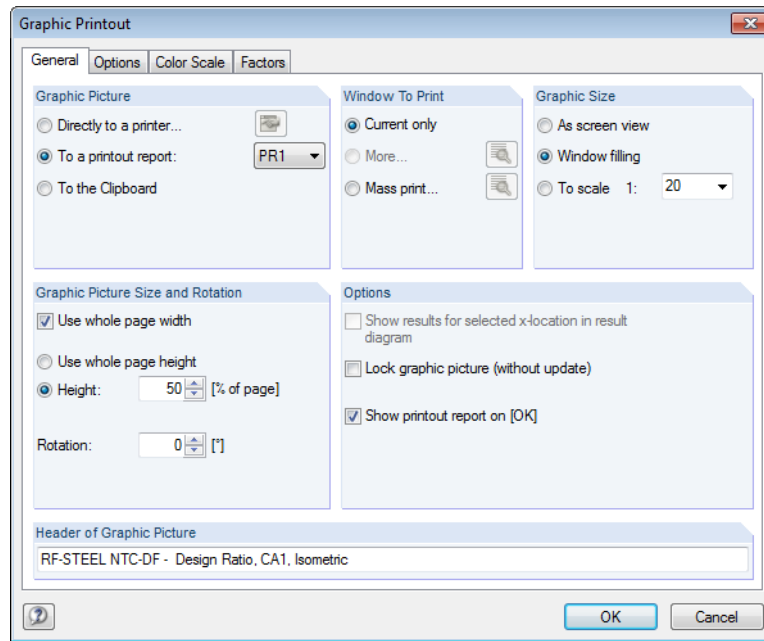 Graphic Printout
General Options Color Scale Factors
Graphic Picture
Directly to a printer...
To a printout report: PR1
To the Clipboard
Window To Print
Current only
More...
Mass print...
Graphic Size
As screen view
Window filling
To scale 1: 20
Graphic Picture Size and Rotation
Use whole page width
Use whole page height
Height: 50 [% of page]
Rotation: 0 [°]
Options
Show results for selected x-location in result
diagram
Lock graphic picture (without update)
Show printout report on [OK]
Header of Graphic Picture
RF-STEEL NTC-DF - Design Ratio, CA1, Isometric
OK Cancel